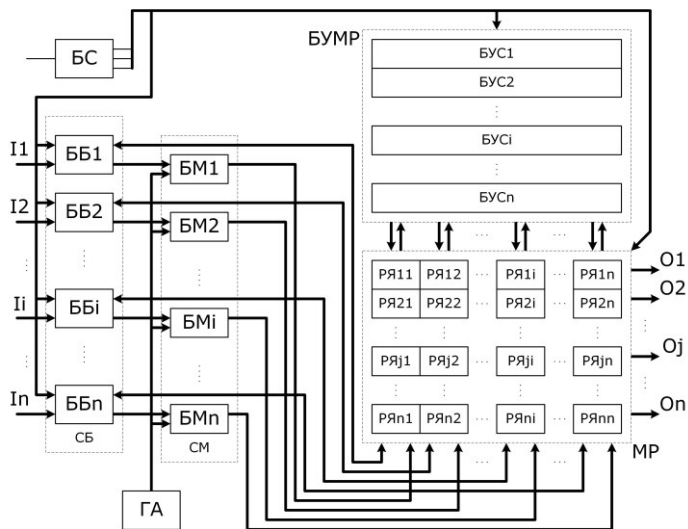 БС
БУМР
БУС1
БУС2
БУСi
БУСn
I1
ББ1
БМ1
I2
ББ2
БМ2
Ii
ББi
БМi
In
ББn
БМn
СБ
СМ
ГА
РЯ11 РЯ12 РЯ1i РЯ1n O1
РЯ21 РЯ22 РЯ2i РЯ2n O2
РЯj1 РЯj2 РЯji РЯjn Oj
РЯn1 РЯn2 РЯni РЯnn On
МР